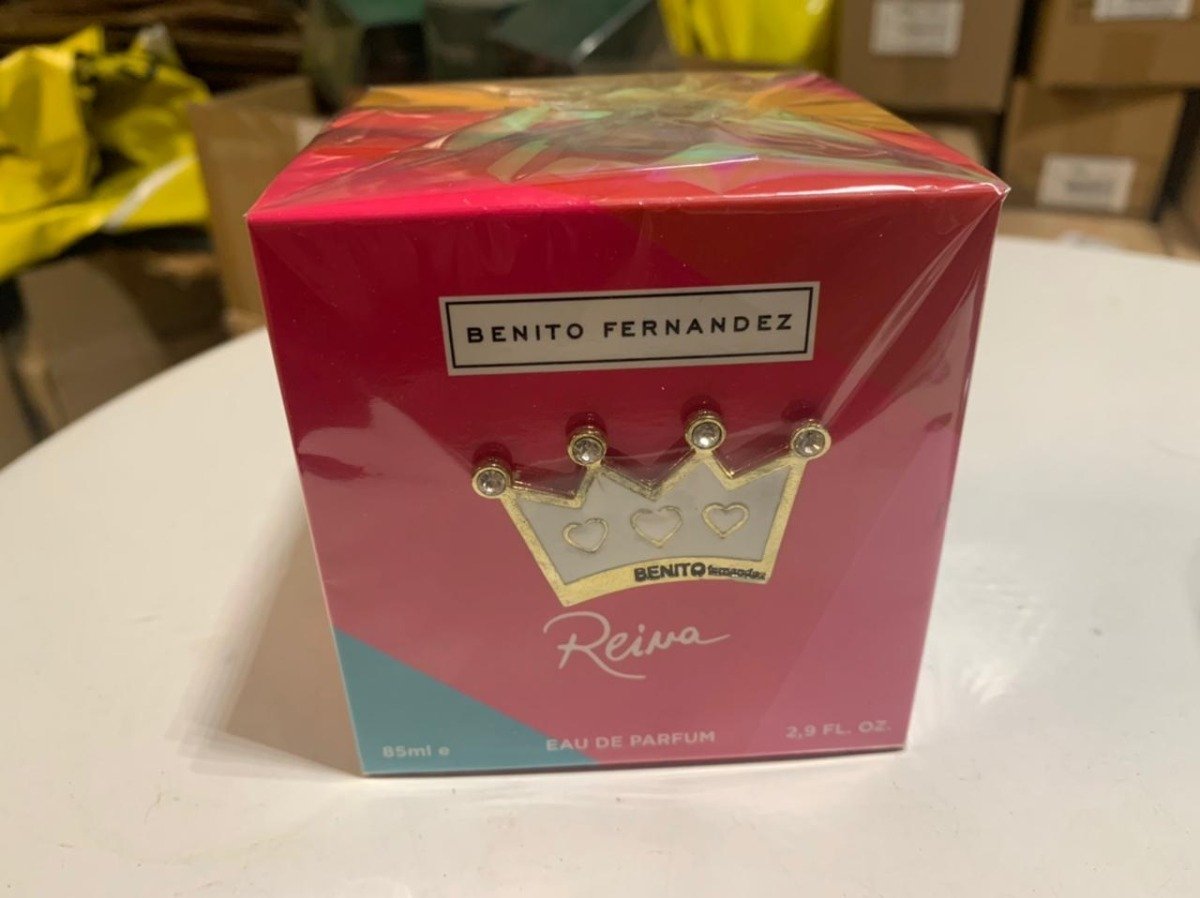 BENITO FERNANDEZ
BENITO fernandez
Reina
85ml e
EAU DE PARFUM
2,9 FL. OZ.